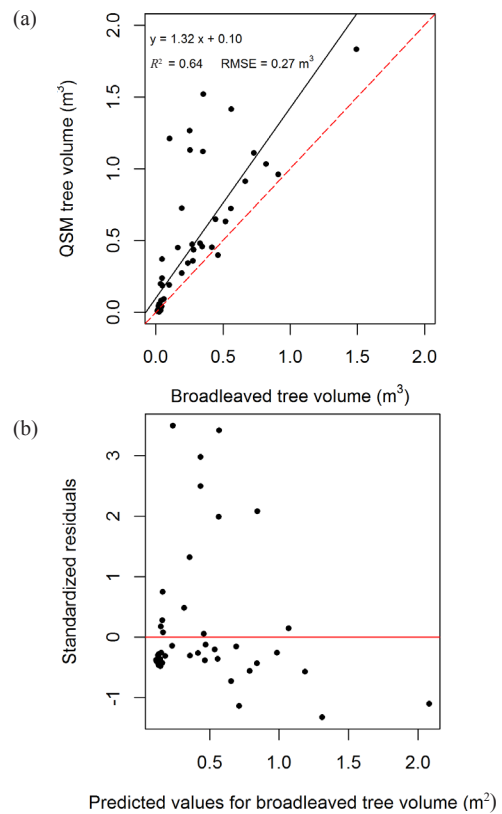 (a)
y = 1.32 x + 0.10
R² = 0.64 RMSE = 0.27 m³
QSM tree volume (m³)
2.0
1.5
1.0
0.5
0.0
0.0 0.5 1.0 1.5 2.0
Broadleaved tree volume (m³)
(b)
Standardized residuals
3
2
1
0
-1
0.5 1.0 1.5 2.0
Predicted values for broadleaved tree volume (m²)